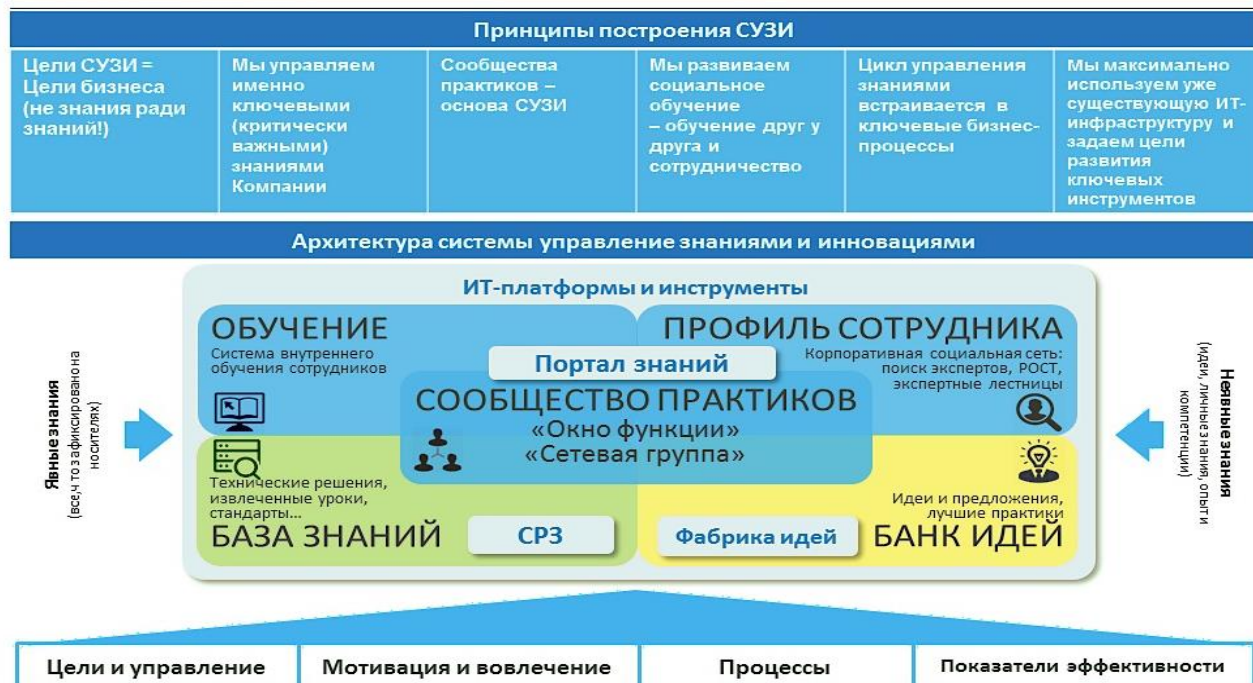 Принципы построения СУЗИ
Цели СУЗИ =
Цели бизнеса
(не знания ради
знаний!)
Мы управляем
именно
ключевыми
(критически
важными)
знаниями
Компании
Сообщества
практиков –
основа СУЗИ
Мы развиваем
социальное
обучение
– обучение друг у
друга и
сотрудничество
Цикл управления
знаниями
встраивается в
ключевые бизнес-
процессы
Мы максимально
используем уже
существующую ИТ-
инфраструктуру и
задаем цели
развития
ключевых
инструментов
Архитектура системы управление знаниями и инновациями
Явные знания
(все,ч то з афиксировано на
носителях)
ИТ-платформы и инструменты
ОБУЧЕНИЕ
Система внутреннего
обучения сотрудников
ПРОФИЛЬ СОТРУДНИКА
Корпоративная социальная сеть:
поиск экспертов, РОСТ,
экспертные лестницы
Портал знаний
СООБЩЕСТВО ПРАКТИКОВ
«Окно функции»
«Сетевая группа»
Технические решения,
извлеченные уроки,
стандарты...
БАЗА ЗНАНИЙ
СРЗ
Фабрика идей
Идеи и предложения,
лучшие практики
БАНК ИДЕЙ
Неявные знания
(идеи, личные знания, опыт и
компетенции)
Цели и управление
Мотивация и вовлечение
Процессы
Показатели эффективности